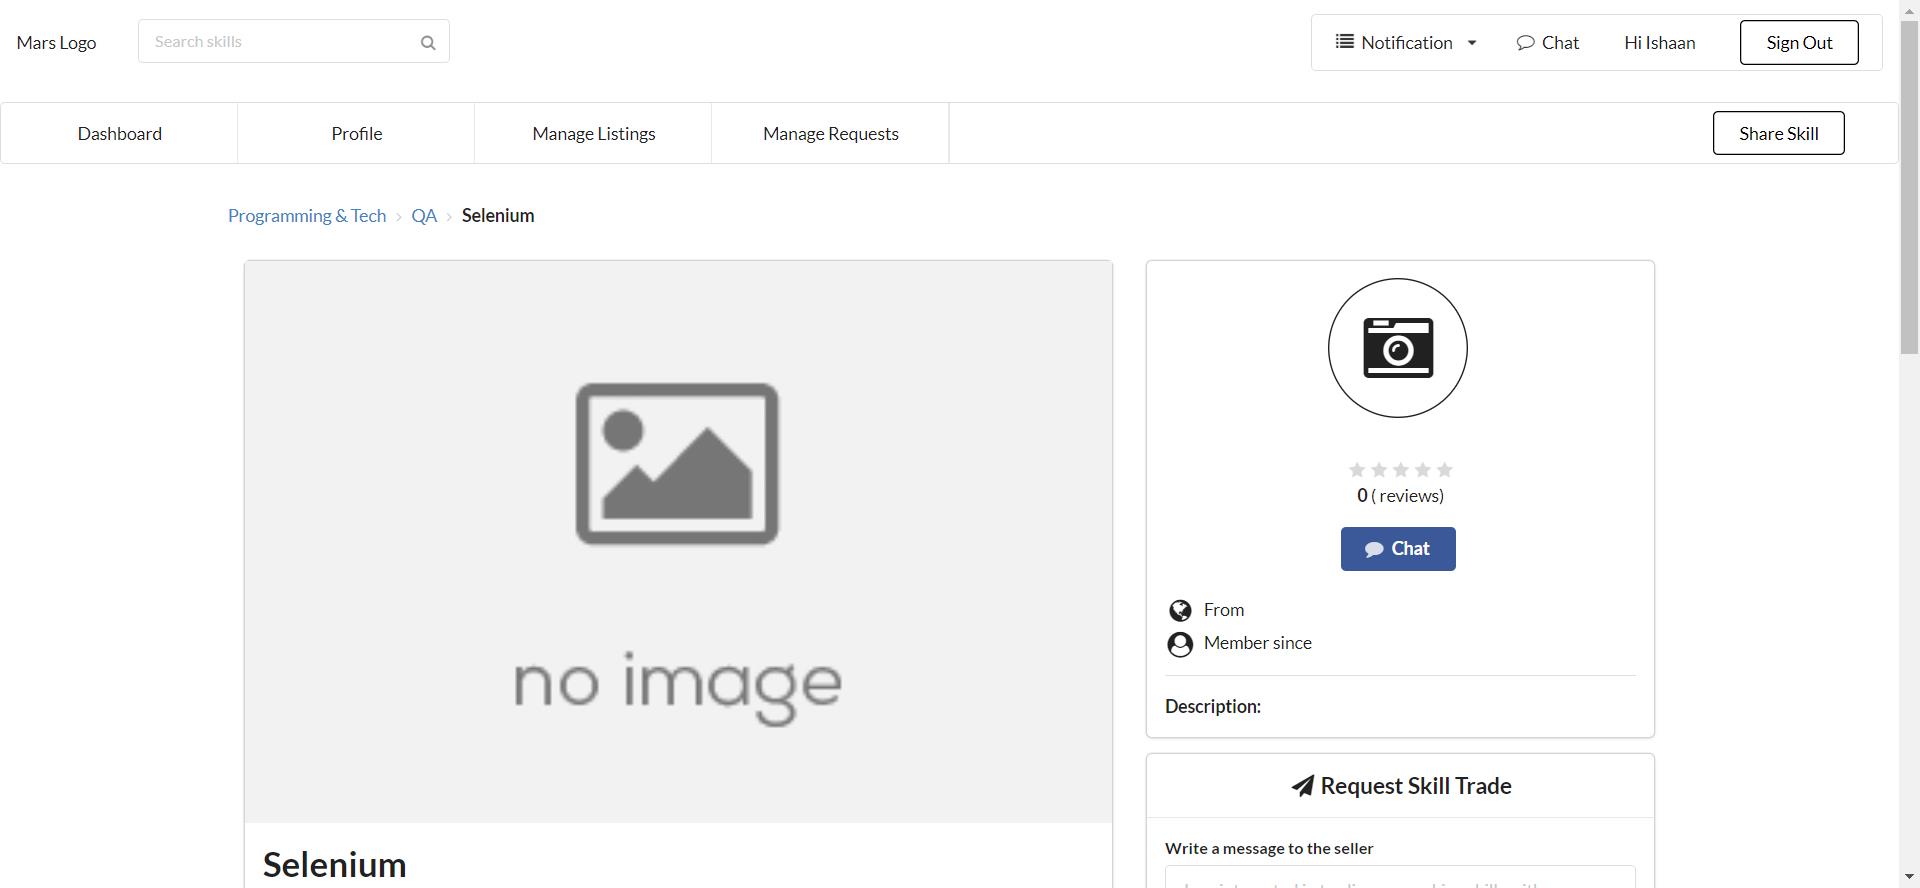 Mars Logo
Search skills
Notification
Chat
Hi Ishaan
Sign Out
Dashboard
Profile
Manage Listings
Manage Requests
Share Skill
Programming & Tech › QA › Selenium
no image
Selenium
0 ( reviews)
Chat
From
Member since
Description:
Request Skill Trade
Write a message to the seller